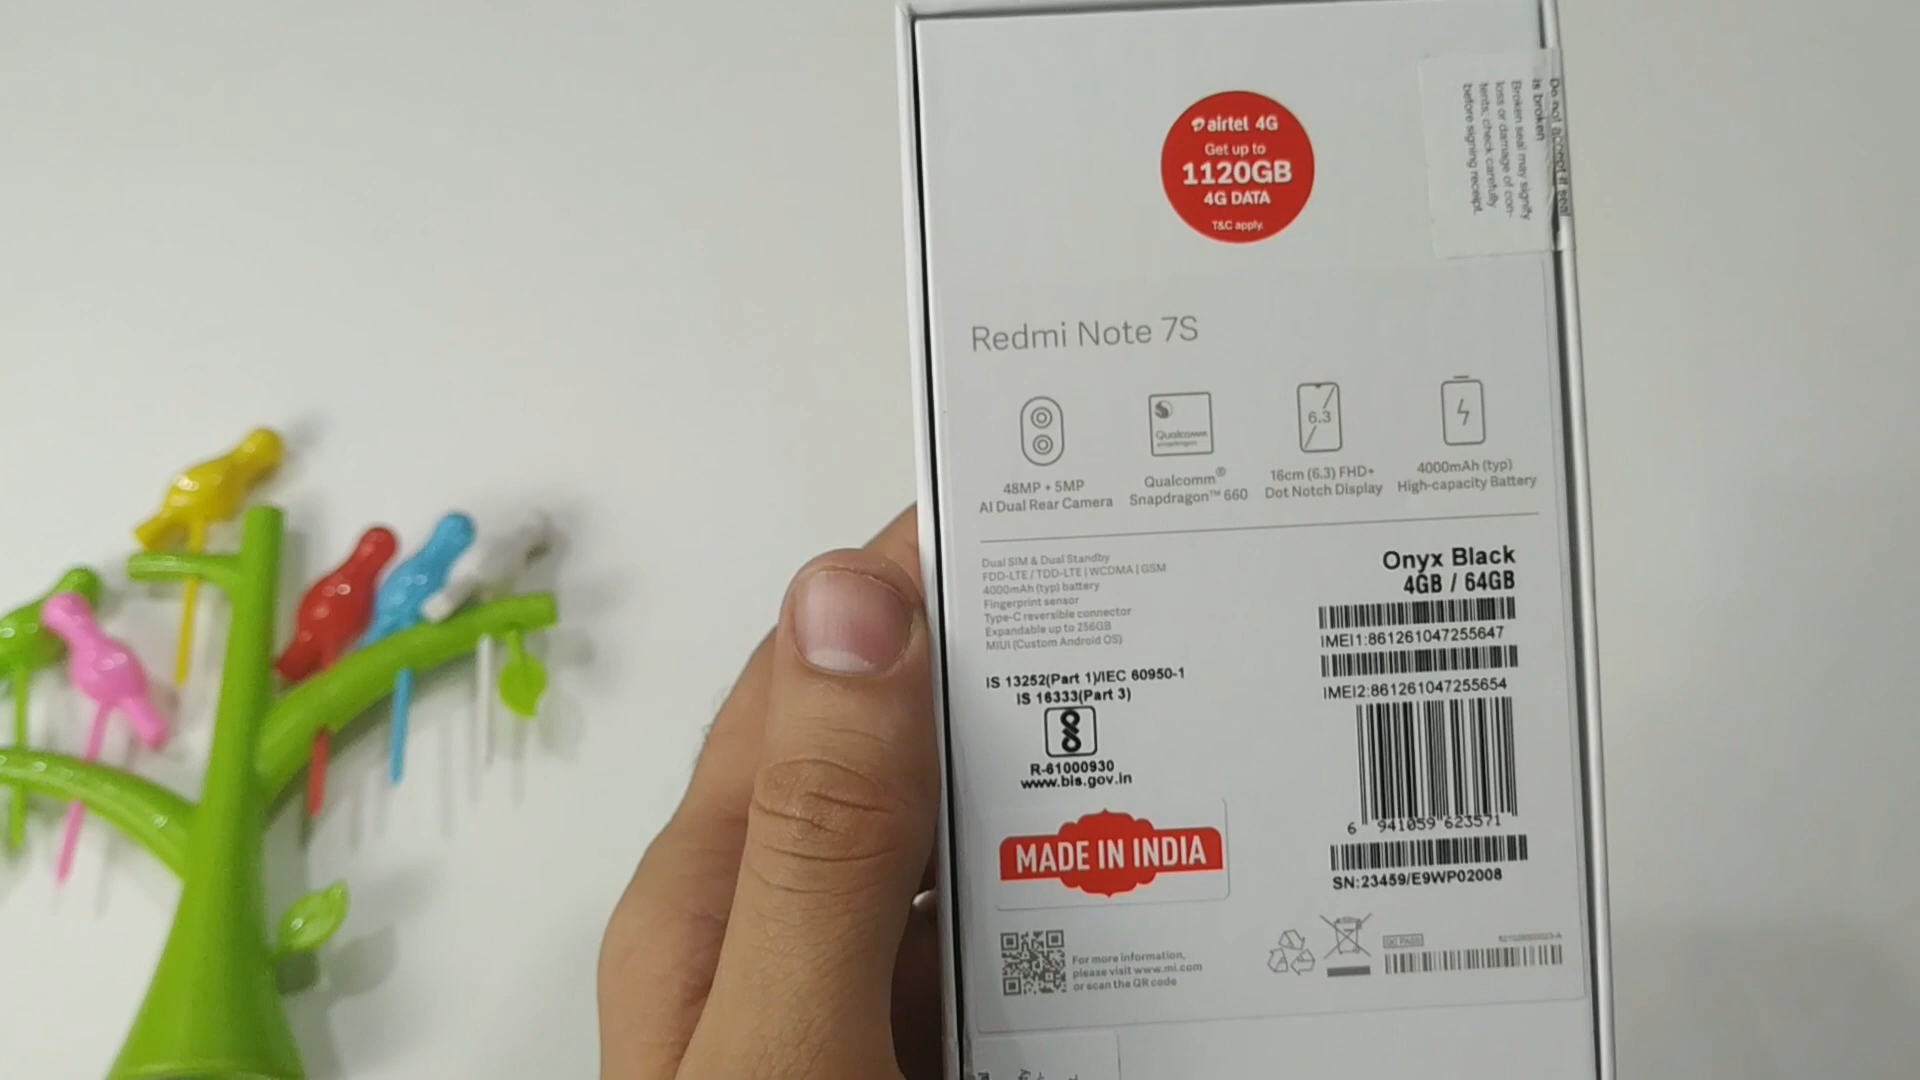 airtel 4G
Get up to
1120GB
4G DATA
T&C apply.
Do not accept if seal
is broken
Broken seal may signify
loss or damage of con-
tents; check carefully
before signing receipt.
Redmi Note 7S
Qualcomm
snapdragon
6.3
48MP + 5MP
AI Dual Rear Camera
Qualcomm®
Snapdragon™ 660
16cm (6.3) FHD+
Dot Notch Display
4000mAh (typ)
High-capacity Battery
Dual SIM & Dual Standby
FDD-LTE / TDD-LTE | WCDMA | GSM
4000mAh (typ) battery
Fingerprint sensor
Type-C reversible connector
Expandable up to 256GB
MIUI (Custom Android OS)
Onyx Black
4GB / 64GB
IMEI1:861261047255647
IMEI2:861261047255654
6 941059 623571
SN:23459/E9WP02008
IS 13252(Part 1)/IEC 60950-1
IS 16333(Part 3)
R-61000930
www.bis.gov.in
MADE IN INDIA
For more information,
please visit www.mi.com
or scan the QR code
QC PASS